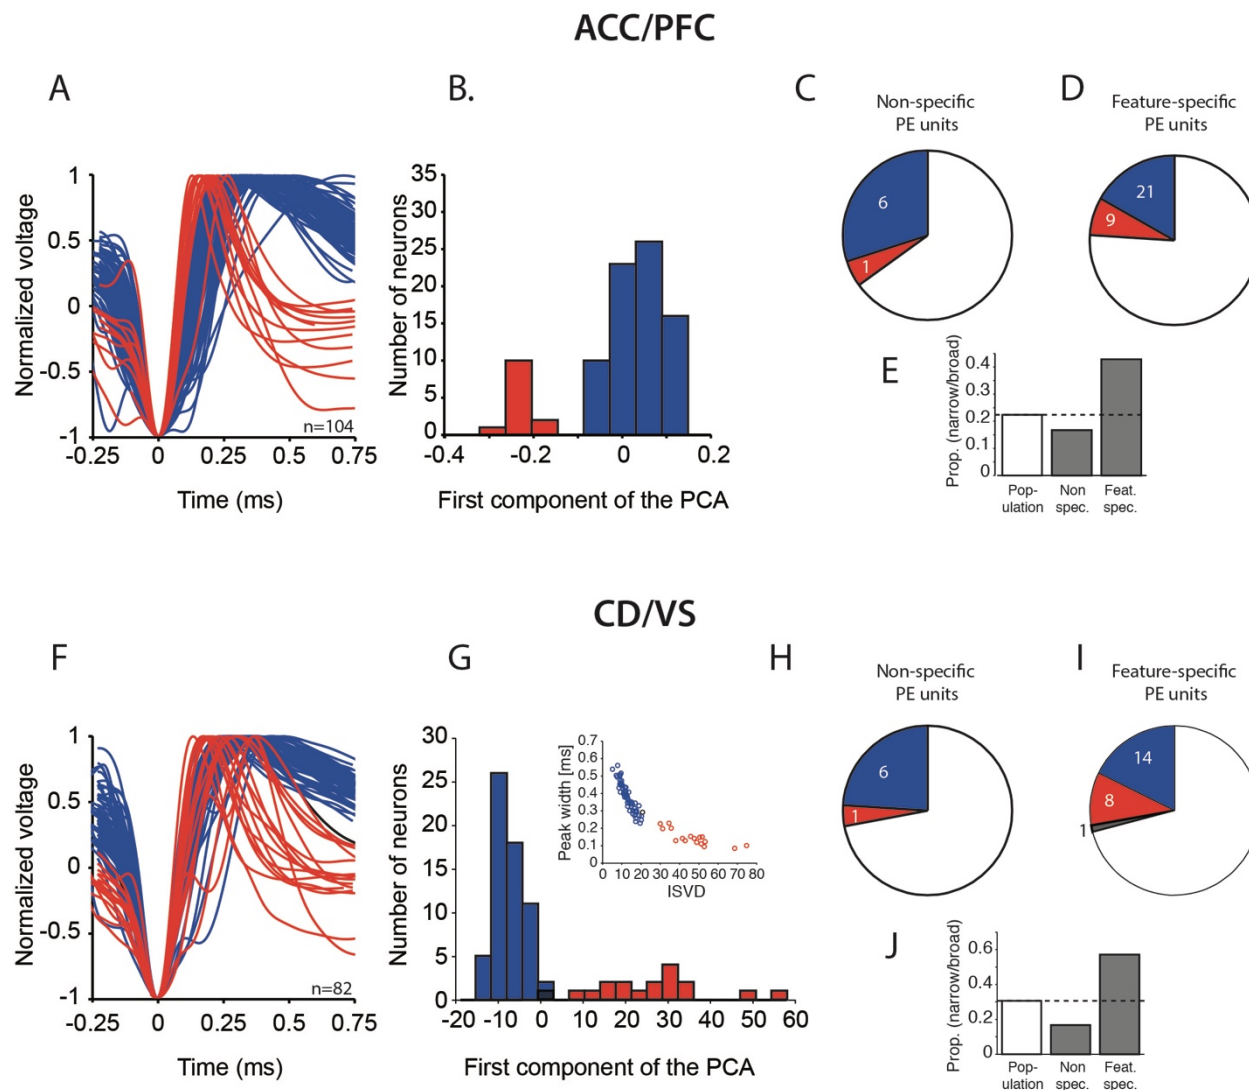 ACC/PFC
A
B.
C
D
Non-specific
PE units
Feature-specific
PE units
Normalized voltage
1
0.5
0
-0.5
-1
n=104
-0.25
0
0.25
0.5
0.75
Time (ms)
Number of neurons
35
30
25
20
15
10
5
0
-0.4
-0.2
0
0.2
First component of the PCA
6
1
21
9
E
Prop. (narrow/broad)
0.4
0.3
0.2
0.1
0
Pop-
ulation
Non
spec.
Feat.
spec.
CD/VS
F
G
H
I
Non-specific
PE units
Feature-specific
PE units
Normalized voltage
1
0.5
0
-0.5
-1
n=82
-0.25
0
0.25
0.5
0.75
Time (ms)
Number of neurons
30
25
20
15
10
5
0
-20
-10
0
10
20
30
40
50
60
First component of the PCA
Peak width [ms]
0.7
0.6
0.5
0.4
0.3
0.2
0.1
0
0
10
20
30
40
50
60
70
80
ISVD
6
1
14
8
1
J
Prop. (narrow/broad)
0.6
0.4
0.2
0
Pop-
ulation
Non
spec.
Feat.
spec.